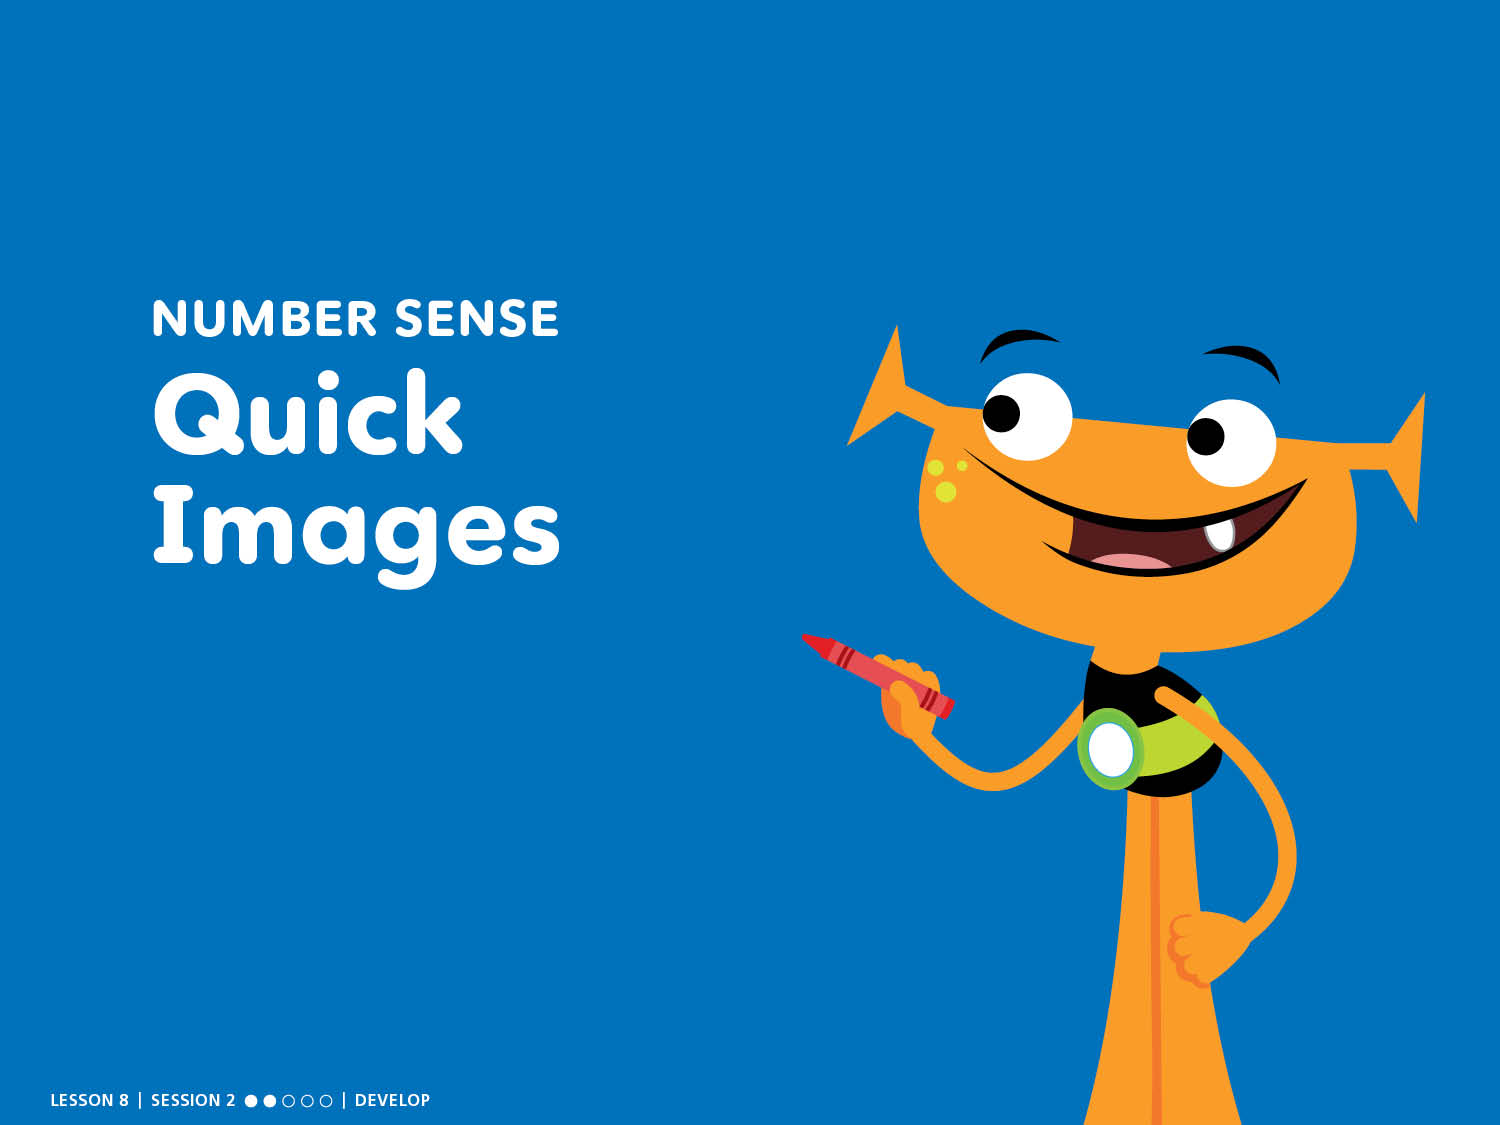 NUMBER SENSE
Quick
Images
LESSON 8 | SESSION 2 ●●○○○ | DEVELOP